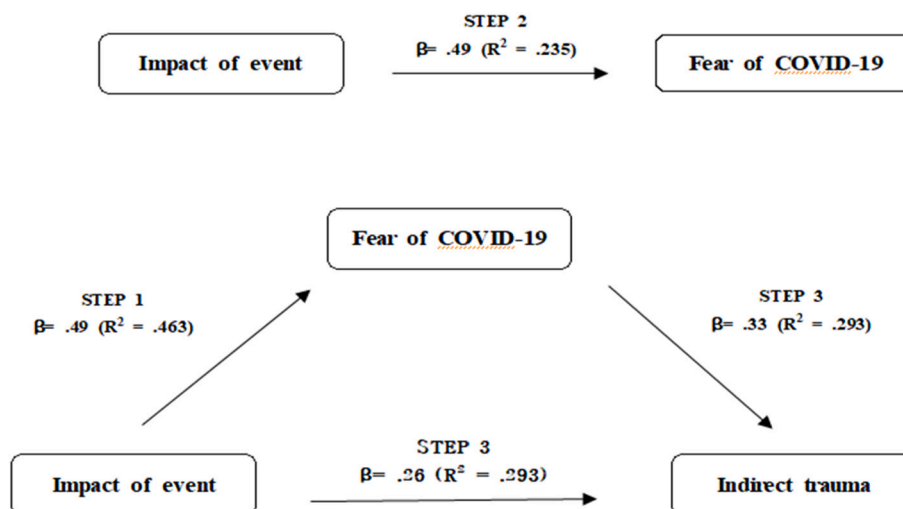 STEP 2
β= .49 (R² = .235)
Impact of event
Fear of COVID-19
Fear of COVID-19
STEP 1
β= .49 (R² = .463)
STEP 3
β= .33 (R² = .293)
STEP 3
β= .26 (R² = .293)
Impact of event
Indirect trauma